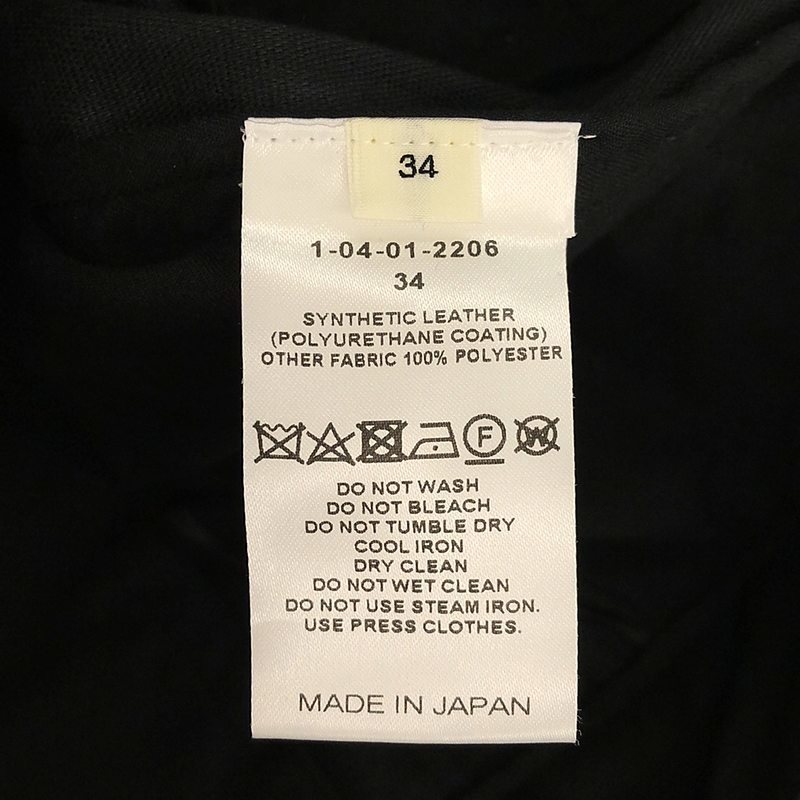 34
1-04-01-2206
34
SYNTHETIC LEATHER
(POLYURETHANE COATING)
OTHER FABRIC 100% POLYESTER
F W
DO NOT WASH
DO NOT BLEACH
DO NOT TUMBLE DRY
COOL IRON
DRY CLEAN
DO NOT WET CLEAN
DO NOT USE STEAM IRON.
USE PRESS CLOTHES.
MADE IN JAPAN